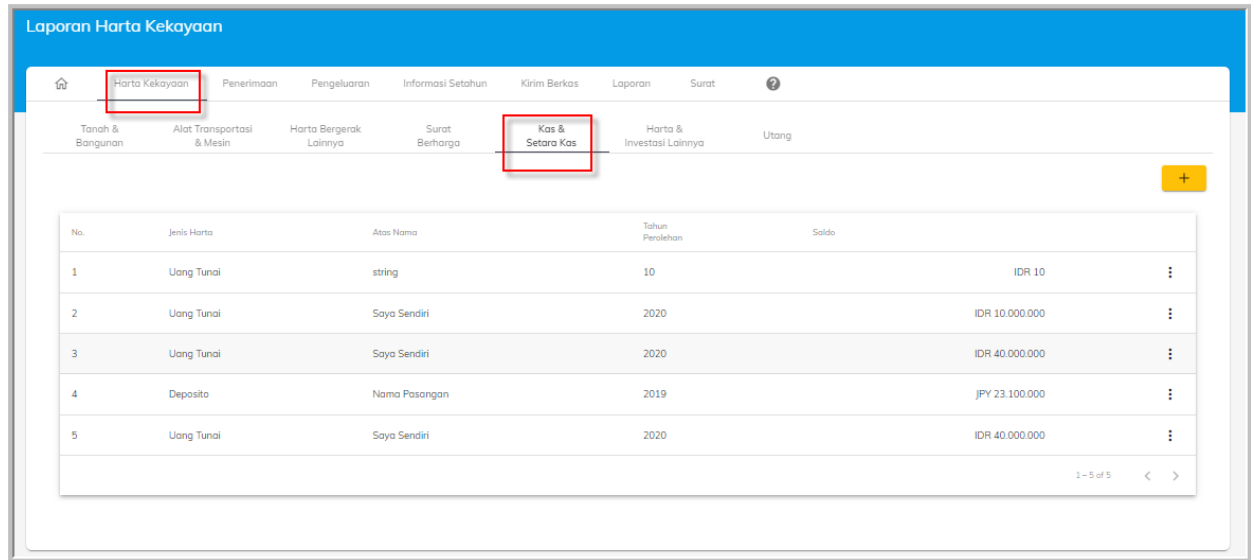 Laporan Harta Kekayaan
Harta Kekayaan Penerimaan Pengeluaran Informasi Setahun Kirim Berkas Laporan Surat ?
Tanah & Alat Transportasi Harta Bergerak Surat Kas & Harta & Utang
Bangunan & Mesin Lainnya Berharga Setara Kas Investasi Lainnya
+
No. Jenis Harta Atas Nama Tahun Saldo
Perolehan
1 Uang Tunai string 10 IDR 10
2 Uang Tunai Saya Sendiri 2020 IDR 10.000.000
3 Uang Tunai Saya Sendiri 2020 IDR 40.000.000
4 Deposito Nama Pasangan 2019 JPY 23.100.000
5 Uang Tunai Saya Sendiri 2020 IDR 40.000.000
1 – 5 of 5 < >